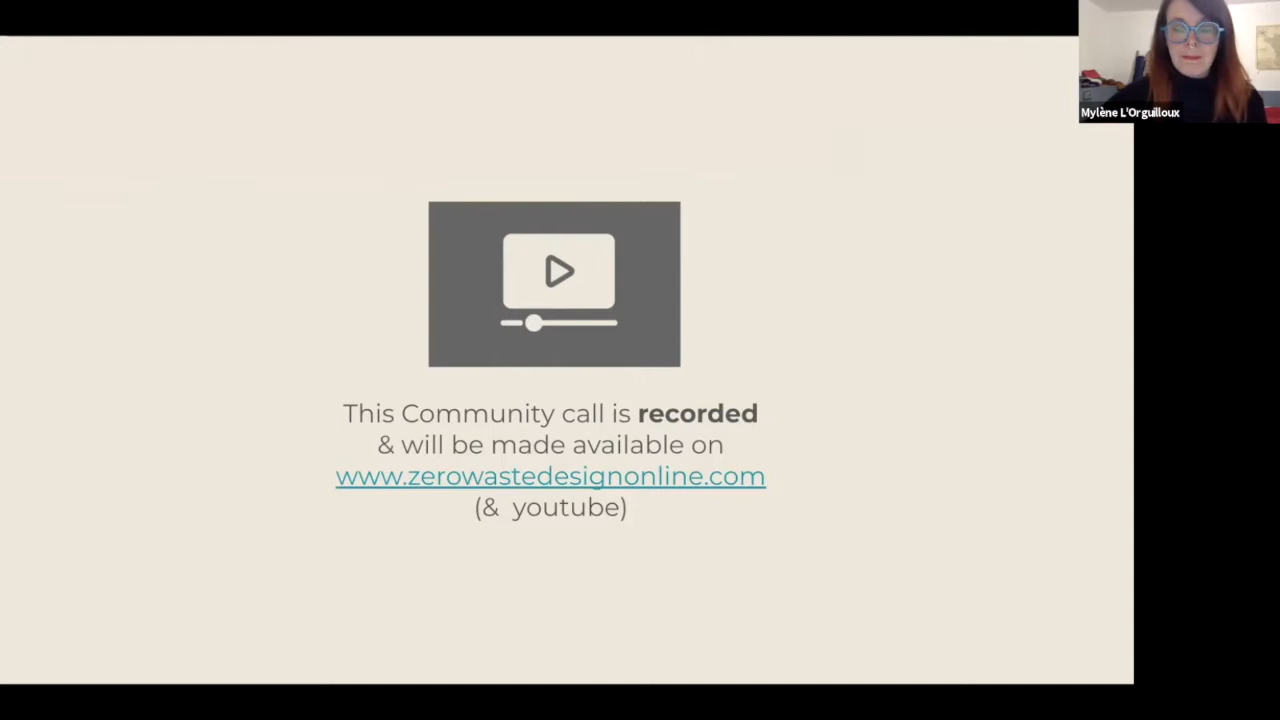 Mylène L'Orguilloux
This Community call is recorded
& will be made available on
www.zerowastedesignonline.com
(& youtube)